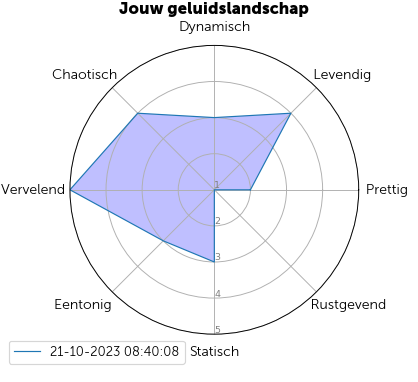 Jouw geluidslandschap
Dynamisch
Chaotisch
Levendig
Vervelend
Prettig
1
2
3
4
5
Eentonig
Rustgevend
21-10-2023 08:40:08
Statisch